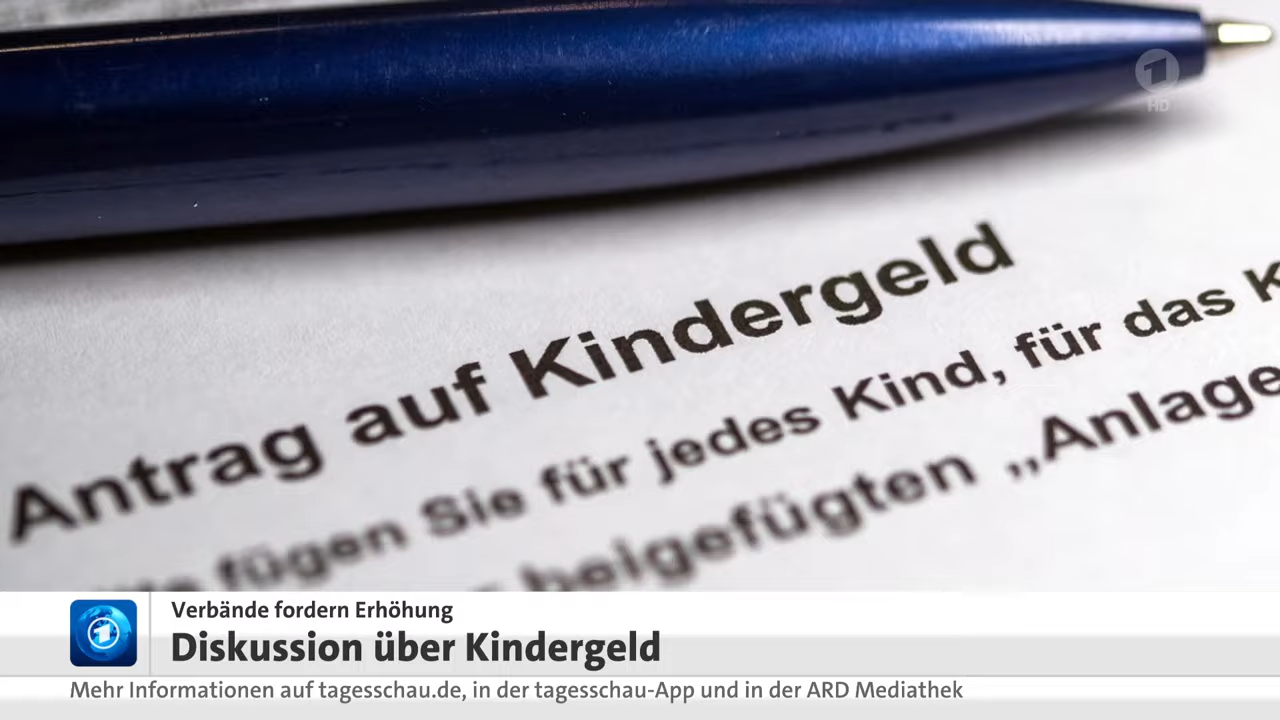 HD
Antrag auf Kindergeld
fügen Sie für jedes Kind, für das K
beigefügten „Anlage
Verbände fordern Erhöhung
Diskussion über Kindergeld
Mehr Informationen auf tagesschau.de, in der tagesschau-App und in der ARD Mediathek